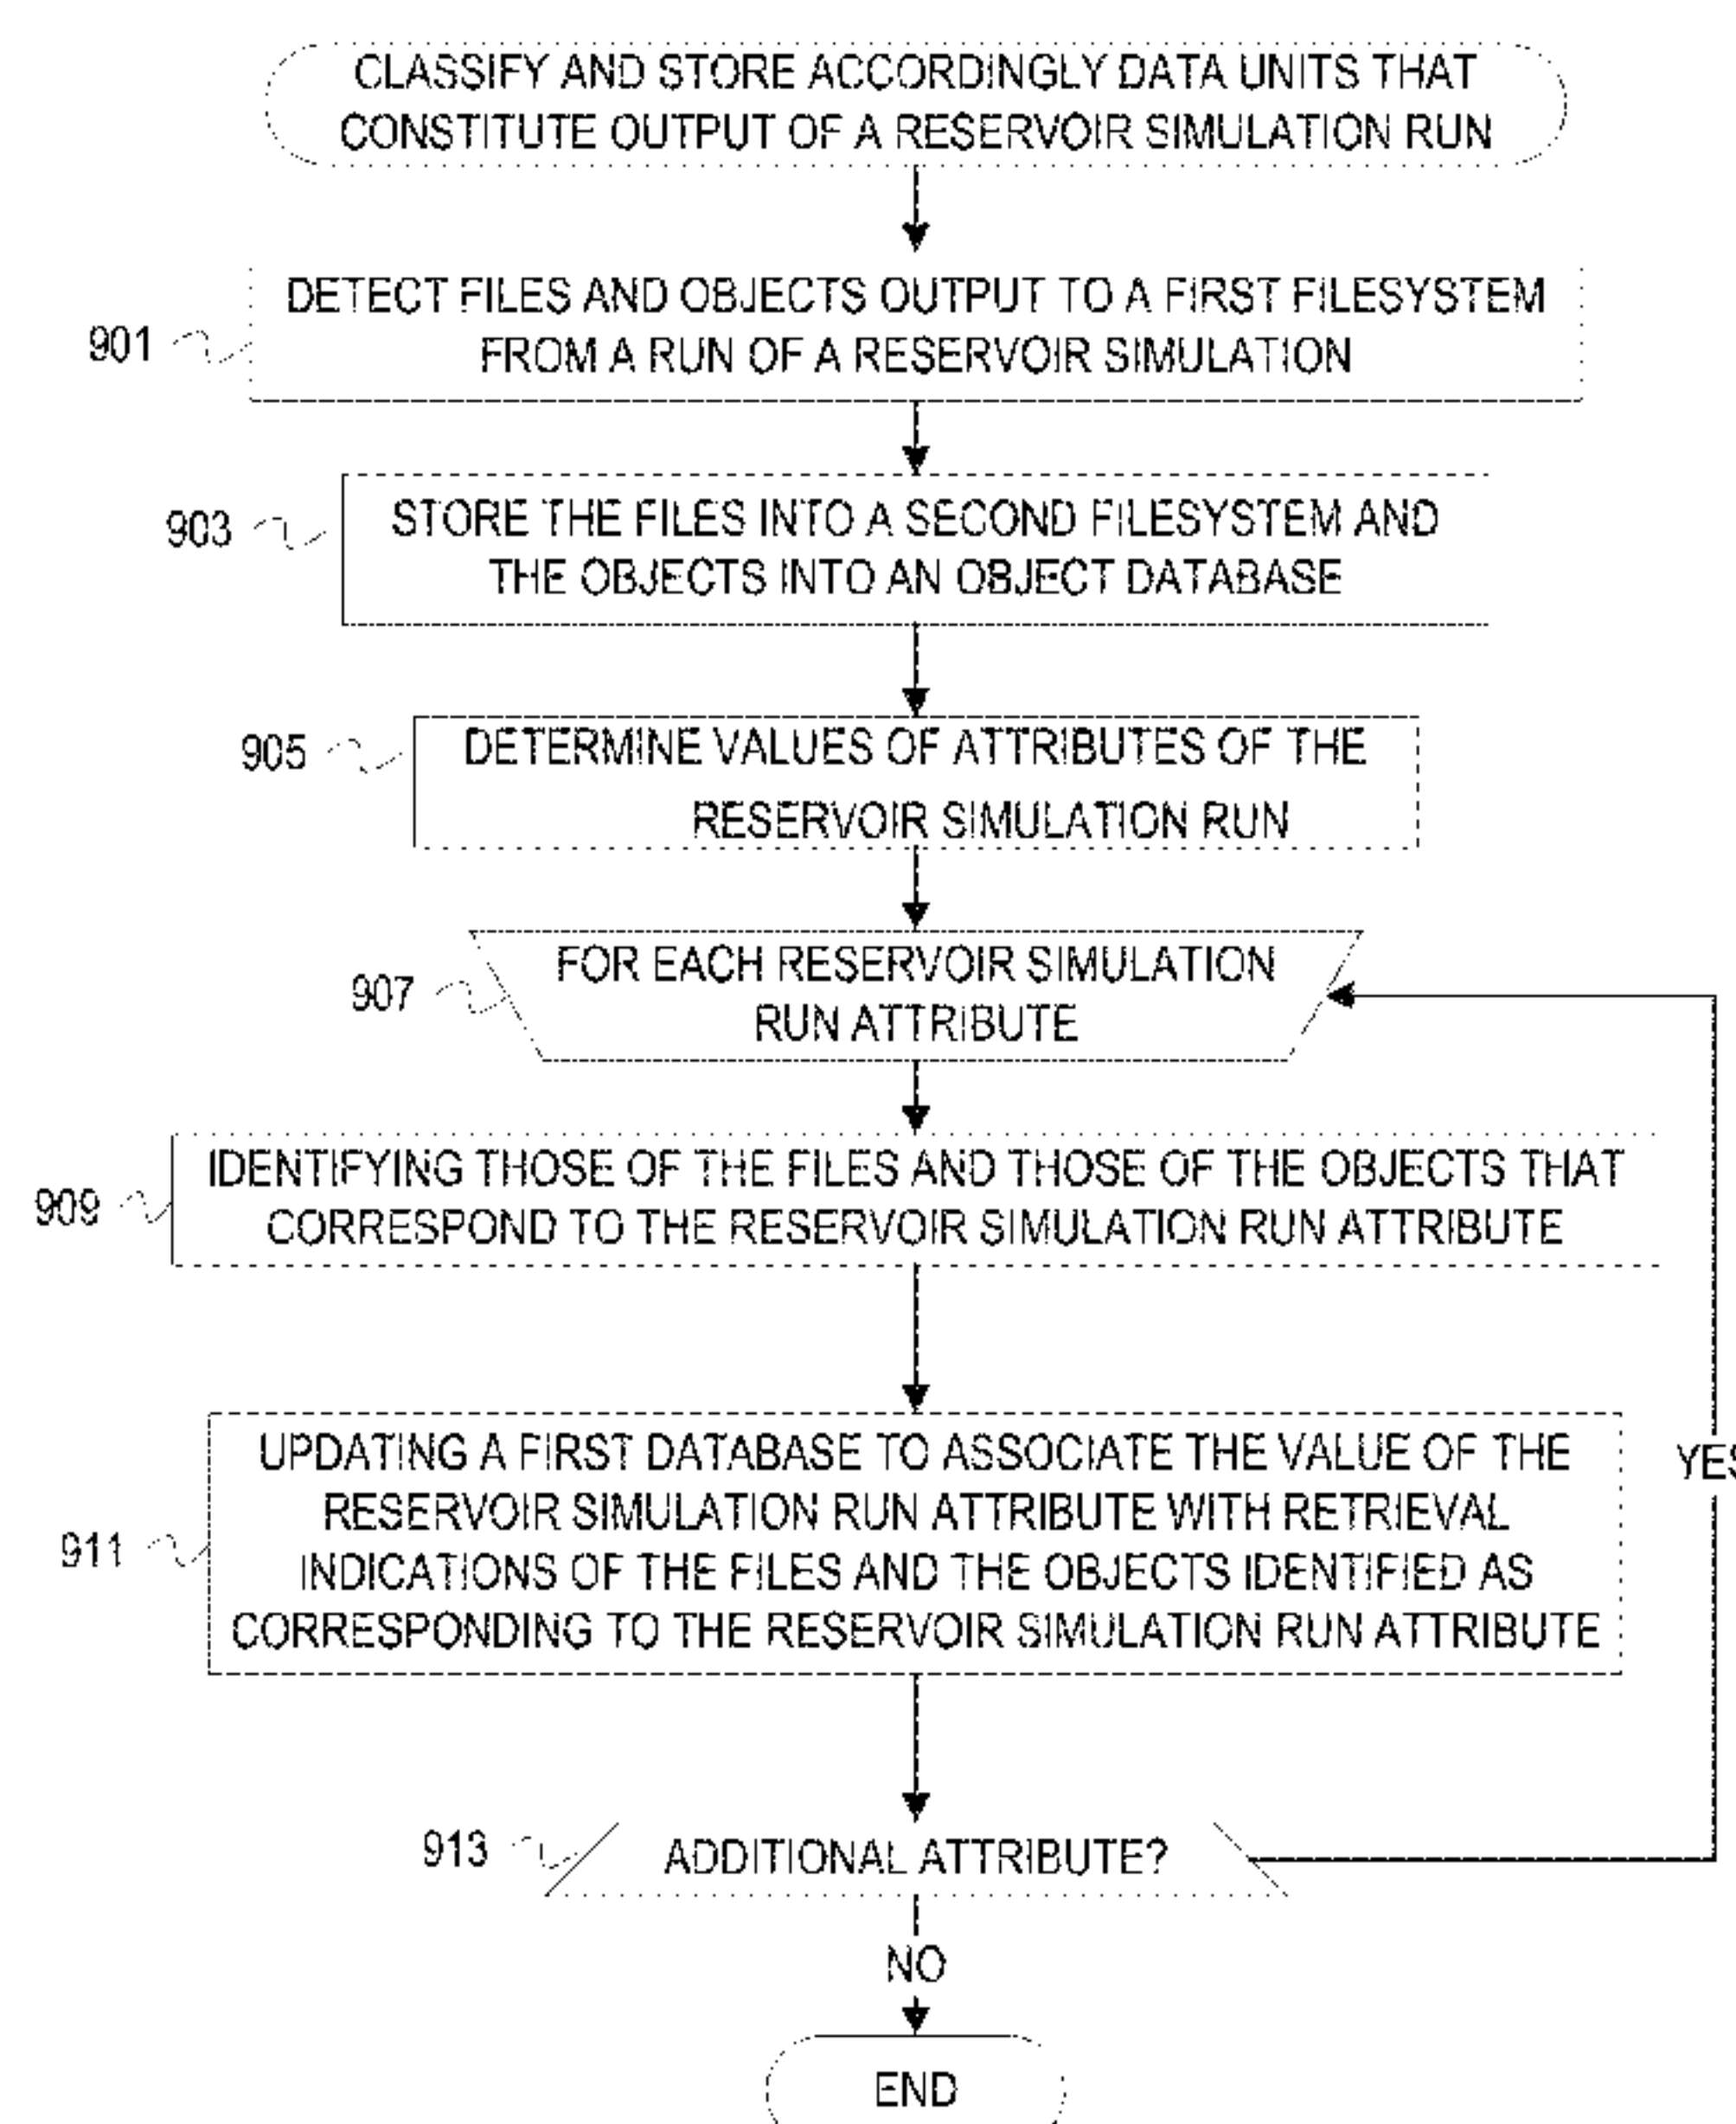 CLASSIFY AND STORE ACCORDINGLY DATA UNITS THAT
CONSTITUTE OUTPUT OF A RESERVOIR SIMULATION RUN
DETECT FILES AND OBJECTS OUTPUT TO A FIRST FILESYSTEM
FROM A RUN OF A RESERVOIR SIMULATION
901
STORE THE FILES INTO A SECOND FILESYSTEM AND
THE OBJECTS INTO AN OBJECT DATABASE
903
DETERMINE VALUES OF ATTRIBUTES OF THE
RESERVOIR SIMULATION RUN
905
FOR EACH RESERVOIR SIMULATION
RUN ATTRIBUTE
907
IDENTIFYING THOSE OF THE FILES AND THOSE OF THE OBJECTS THAT
CORRESPOND TO THE RESERVOIR SIMULATION RUN ATTRIBUTE
909
UPDATING A FIRST DATABASE TO ASSOCIATE THE VALUE OF THE
RESERVOIR SIMULATION RUN ATTRIBUTE WITH RETRIEVAL
INDICATIONS OF THE FILES AND THE OBJECTS IDENTIFIED AS
CORRESPONDING TO THE RESERVOIR SIMULATION RUN ATTRIBUTE
911
YES
913
ADDITIONAL ATTRIBUTE?
NO
END